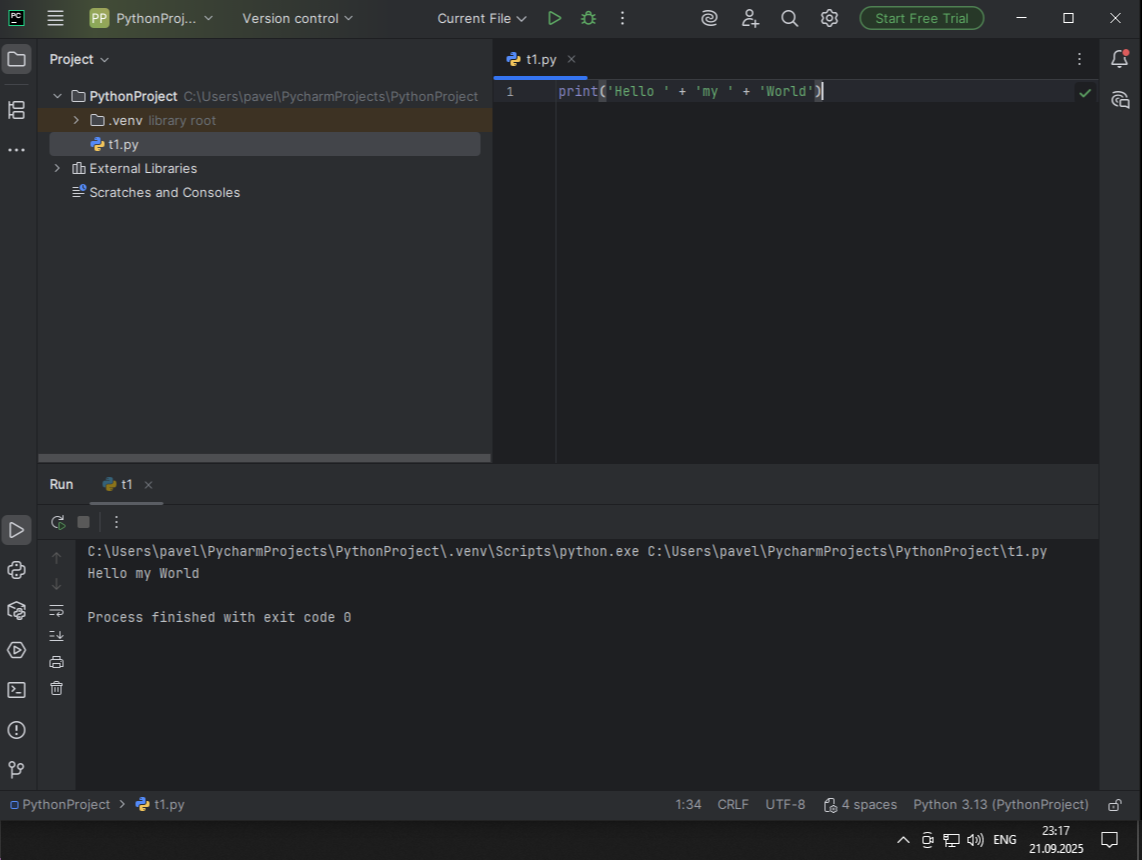 PC PP PythonProj... Version control Current File Start Free Trial
Project
t1.py
PythonProject C:\Users\pavel\PycharmProjects\PythonProject
.venv library root
t1.py
External Libraries
Scratches and Consoles
1 print('Hello ' + 'my ' + 'World')
Run t1
C:\Users\pavel\PycharmProjects\PythonProject\.venv\Scripts\python.exe C:\Users\pavel\PycharmProjects\PythonProject\t1.py
Hello my World
Process finished with exit code 0
PythonProject > t1.py 1:34 CRLF UTF-8 4 spaces Python 3.13 (PythonProject)
ENG
23:17
21.09.2025